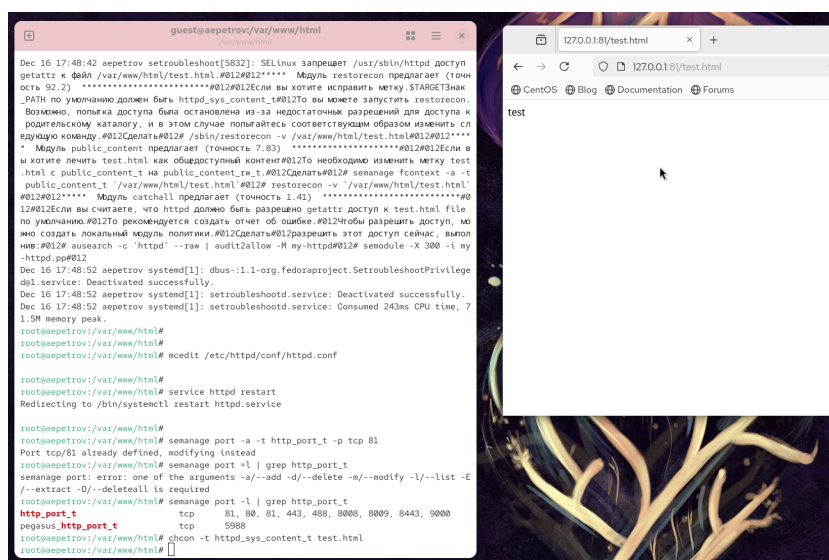 guest@aepetrov:/var/www/html
/var/www/html
Dec 16 17:48:42 aepetrov setroubleshoot[5832]: SELinux запрещает /usr/sbin/httpd доступ
getattr к файл /var/www/html/test.html.#012#012***** Модуль restorecon предлагает (точн
ость 92.2) ************************#012#012Если вы хотите исправить метку.$TARGETЗнак
_PATH по умолчанию должен быть httpd_sys_content_t#012То вы можете запустить restorecon.
Возможно, попытка доступа была остановлена из-за недостаточных разрешений для доступа к
родительскому каталогу, и в этом случае попытайтесь соответствующим образом изменить сл
едующую команду.#012Сделать#012# /sbin/restorecon -v /var/www/html/test.html#012#012****
* Модуль public_content предлагает (точность 7.83) ********************#012#012Если в
ы хотите лечить test.html как общедоступный контент#012То необходимо изменить метку test
.html с public_content_t на public_content_rw_t.#012Сделать#012# semanage fcontext -a -t
public_content_t '/var/www/html/test.html'#012# restorecon -v '/var/www/html/test.html'
#012#012***** Модуль catchall предлагает (точность 1.41) **************************#0
12#012Если вы считаете, что httpd должно быть разрешено getattr доступ к test.html file
по умолчанию.#012То рекомендуется создать отчет об ошибке.#012Чтобы разрешить доступ, мо
жно создать локальный модуль политики.#012Сделать#012разрешить этот доступ сейчас, выпол
нив:#012# ausearch -c 'httpd' --raw | audit2allow -M my-httpd#012# semodule -X 300 -i my
-httpd.pp#012
Dec 16 17:48:52 aepetrov systemd[1]: dbus-:1.1-org.fedoraproject.SetroubleshootPrivilege
d@1.service: Deactivated successfully.
Dec 16 17:48:52 aepetrov systemd[1]: setroubleshootd.service: Deactivated successfully.
Dec 16 17:48:52 aepetrov systemd[1]: setroubleshootd.service: Consumed 243ms CPU time, 7
1.5M memory peak.
root@aepetrov:/var/www/html#
root@aepetrov:/var/www/html#
root@aepetrov:/var/www/html# mcedit /etc/httpd/conf/httpd.conf
root@aepetrov:/var/www/html#
root@aepetrov:/var/www/html# service httpd restart
Redirecting to /bin/systemctl restart httpd.service
root@aepetrov:/var/www/html#
root@aepetrov:/var/www/html# semanage port -a -t http_port_t -p tcp 81
Port tcp/81 already defined, modifying instead
root@aepetrov:/var/www/html# semanage port =l | grep http_port_t
semanage port: error: one of the arguments -a/--add -d/--delete -m/--modify -l/--list -E
/--extract -D/--deleteall is required
root@aepetrov:/var/www/html# semanage port -l | grep http_port_t
http_port_t tcp 81, 80, 81, 443, 488, 8008, 8009, 8443, 9000
pegasus_http_port_t tcp 5988
root@aepetrov:/var/www/html# chcon -t httpd_sys_content_t test.html
root@aepetrov:/var/www/html#
127.0.0.1:81/test.html
127.0.0.1:81/test.html
CentOS Blog Documentation Forums
test